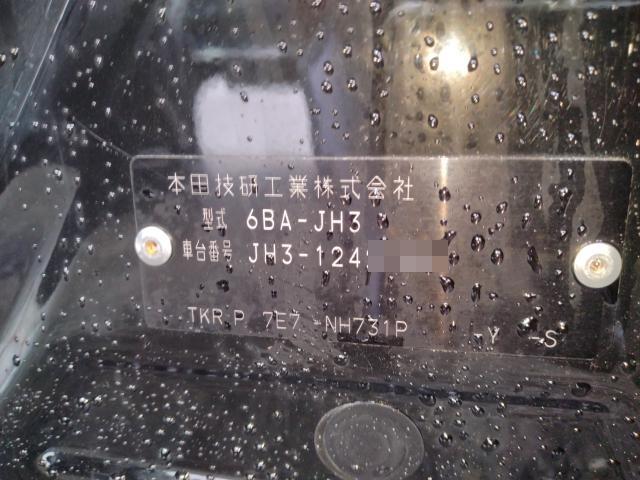 本田技研工業株式会社
型式 6BA-JH3
車台番号 JH3-124
TKR P 7E7 -NH731P -Y -S